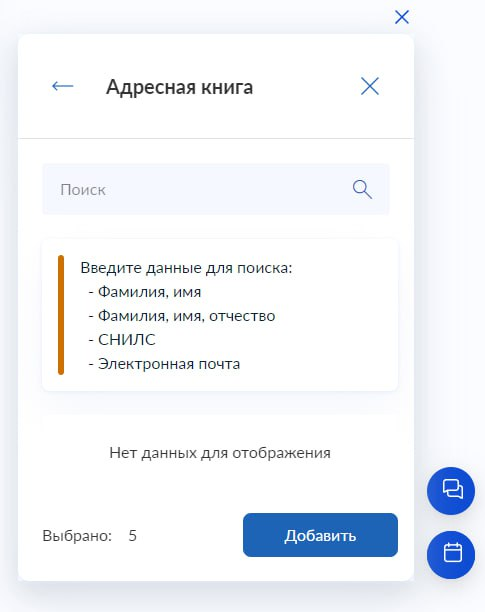 Адресная книга
Поиск
Введите данные для поиска:
- Фамилия, имя
- Фамилия, имя, отчество
- СНИЛС
- Электронная почта
Нет данных для отображения
Выбрано: 5
Добавить